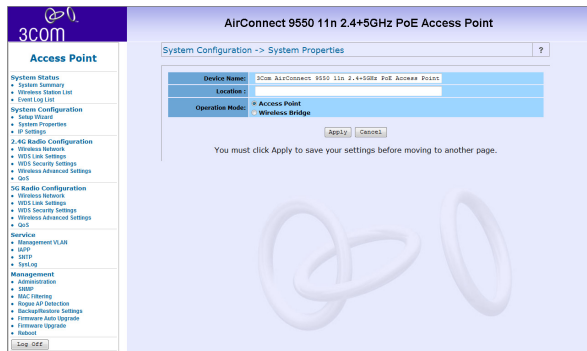 3COM
AirConnect 9550 11n 2.4+5GHz PoE Access Point
Access Point
System Status
System Summary
Wireless Station List
Event Log List
System Configuration
Setup Wizard
System Properties
IP Settings
2.4G Radio Configuration
Wireless Network
WDS Link Settings
WDS Security Settings
Wireless Advanced Settings
QoS
5G Radio Configuration
Wireless Network
WDS Link Settings
WDS Security Settings
Wireless Advanced Settings
QoS
Service
Management VLAN
IAPP
SNTP
SysLog
Management
Administration
SNMP
MAC Filtering
Rogue AP Detection
Backup/Restore Settings
Firmware Auto Upgrade
Firmware Upgrade
Reboot
Log Off
System Configuration -> System Properties ?
Device Name: 3Com AirConnect 9550 11n 2.4+5GHz PoE Access Point
Location :
Operation Mode: Access Point
Wireless Bridge
Apply Cancel
You must click Apply to save your settings before moving to another page.